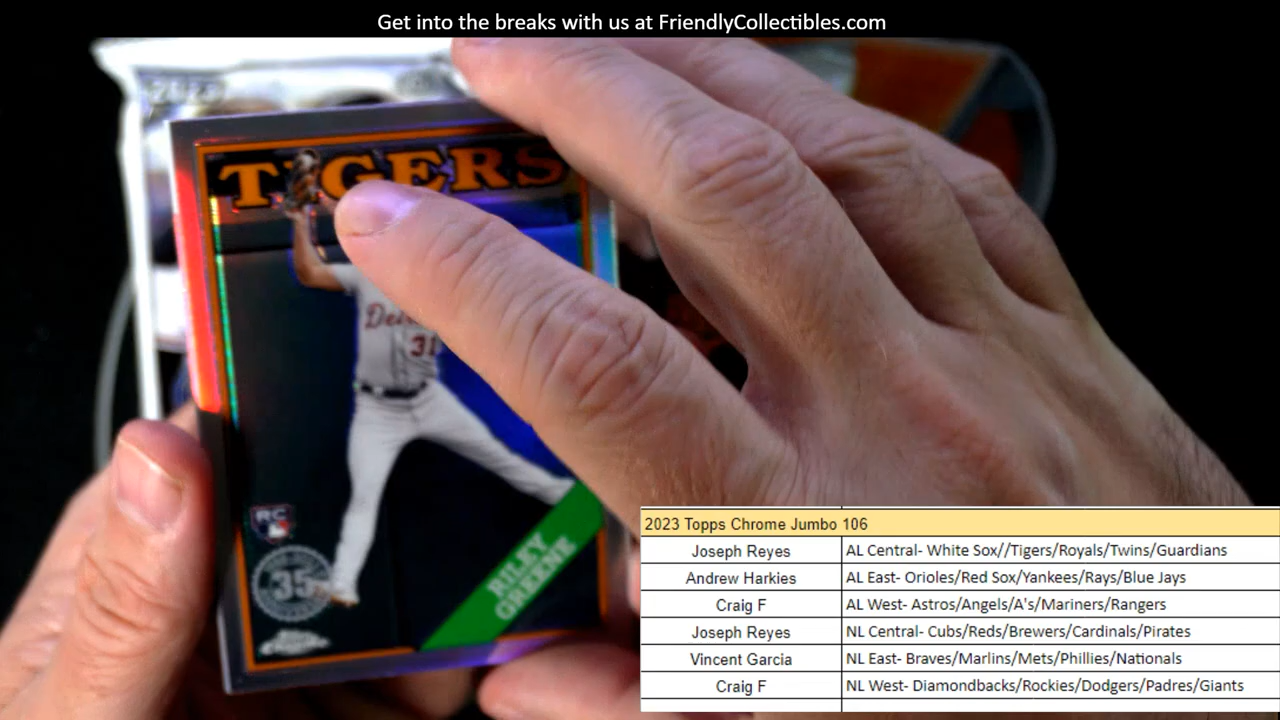 Get into the breaks with us at FriendlyCollectibles.com
TIGERS
31
RC
35
RILEY
GREENE
2023 Topps Chrome Jumbo 106
Joseph Reyes AL Central- White Sox//Tigers/Royals/Twins/Guardians
Andrew Harkies AL East- Orioles/Red Sox/Yankees/Rays/Blue Jays
Craig F AL West- Astros/Angels/A's/Mariners/Rangers
Joseph Reyes NL Central- Cubs/Reds/Brewers/Cardinals/Pirates
Vincent Garcia NL East- Braves/Marlins/Mets/Phillies/Nationals
Craig F NL West- Diamondbacks/Rockies/Dodgers/Padres/Giants